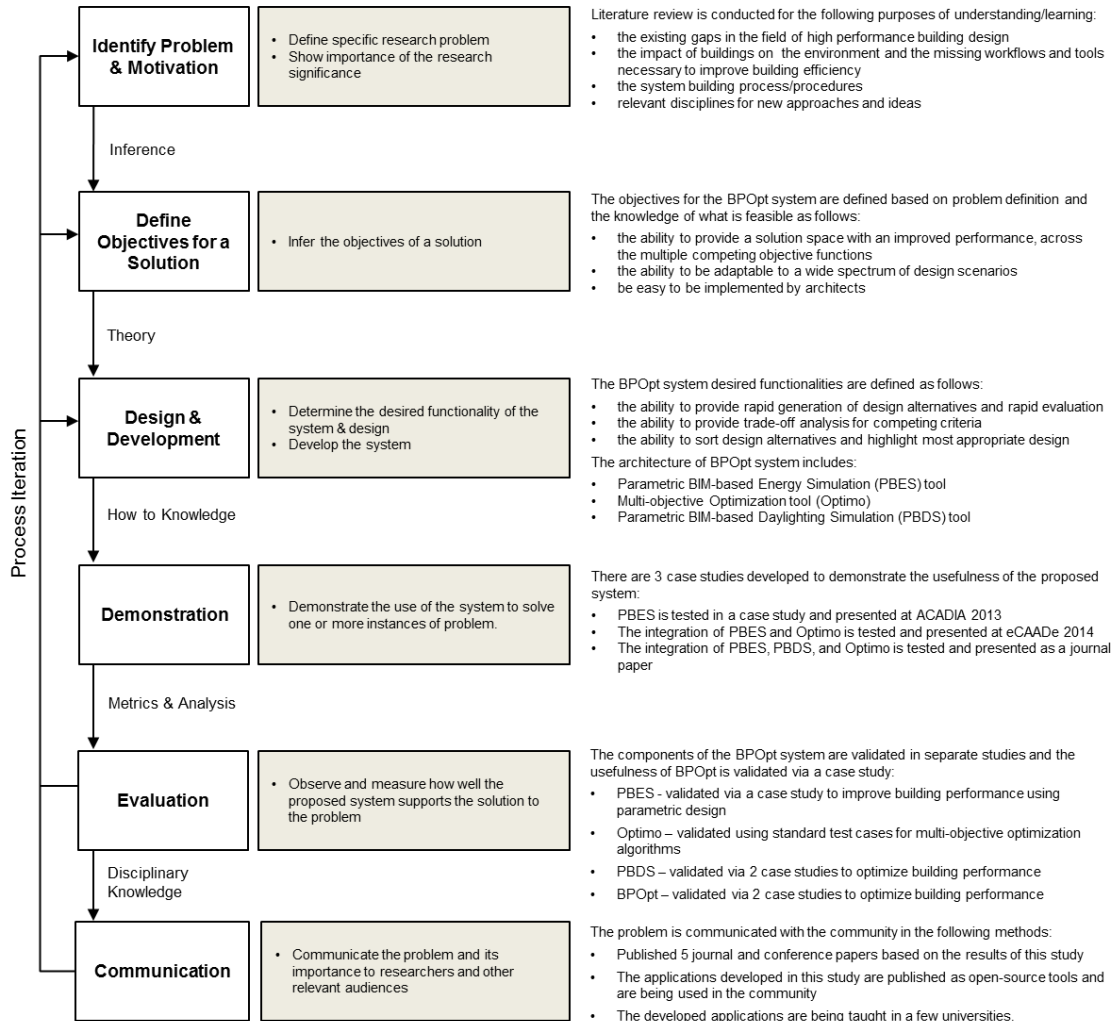 Identify Problem
& Motivation
• Define specific research problem
• Show importance of the research
significance
Literature review is conducted for the following purposes of understanding/learning:
• the existing gaps in the field of high performance building design
• the impact of buildings on the environment and the missing workflows and tools
necessary to improve building efficiency
• the system building process/procedures
• relevant disciplines for new approaches and ideas
Inference
Define
Objectives for a
Solution
• Infer the objectives of a solution
The objectives for the BPOpt system are defined based on problem definition and
the knowledge of what is feasible as follows:
• the ability to provide a solution space with an improved performance, across
the multiple competing objective functions
• the ability to be adaptable to a wide spectrum of design scenarios
• be easy to be implemented by architects
Theory
Design &
Development
• Determine the desired functionality of the
system & design
• Develop the system
The BPOpt system desired functionalities are defined as follows:
• the ability to provide rapid generation of design alternatives and rapid evaluation
• the ability to provide trade-off analysis for competing criteria
• the ability to sort design alternatives and highlight most appropriate design
The architecture of BPOpt system includes:
• Parametric BIM-based Energy Simulation (PBES) tool
• Multi-objective Optimization tool (Optimo)
• Parametric BIM-based Daylighting Simulation (PBDS) tool
How to Knowledge
Process Iteration
Demonstration
• Demonstrate the use of the system to solve
one or more instances of problem.
There are 3 case studies developed to demonstrate the usefulness of the proposed
system:
• PBES is tested in a case study and presented at ACADIA 2013
• The integration of PBES and Optimo is tested and presented at eCAADe 2014
• The integration of PBES, PBDS, and Optimo is tested and presented as a journal
paper
Metrics & Analysis
Evaluation
• Observe and measure how well the
proposed system supports the solution to
the problem
The components of the BPOpt system are validated in separate studies and the
usefulness of BPOpt is validated via a case study:
• PBES - validated via a case study to improve building performance using
parametric design
• Optimo – validated using standard test cases for multi-objective optimization
algorithms
• PBDS – validated via 2 case studies to optimize building performance
• BPOpt – validated via 2 case studies to optimize building performance
Disciplinary
Knowledge
Communication
• Communicate the problem and its
importance to researchers and other
relevant audiences
The problem is communicated with the community in the following methods:
• Published 5 journal and conference papers based on the results of this study
• The applications developed in this study are published as open-source tools and
are being used in the community
• The developed applications are being taught in a few universities.